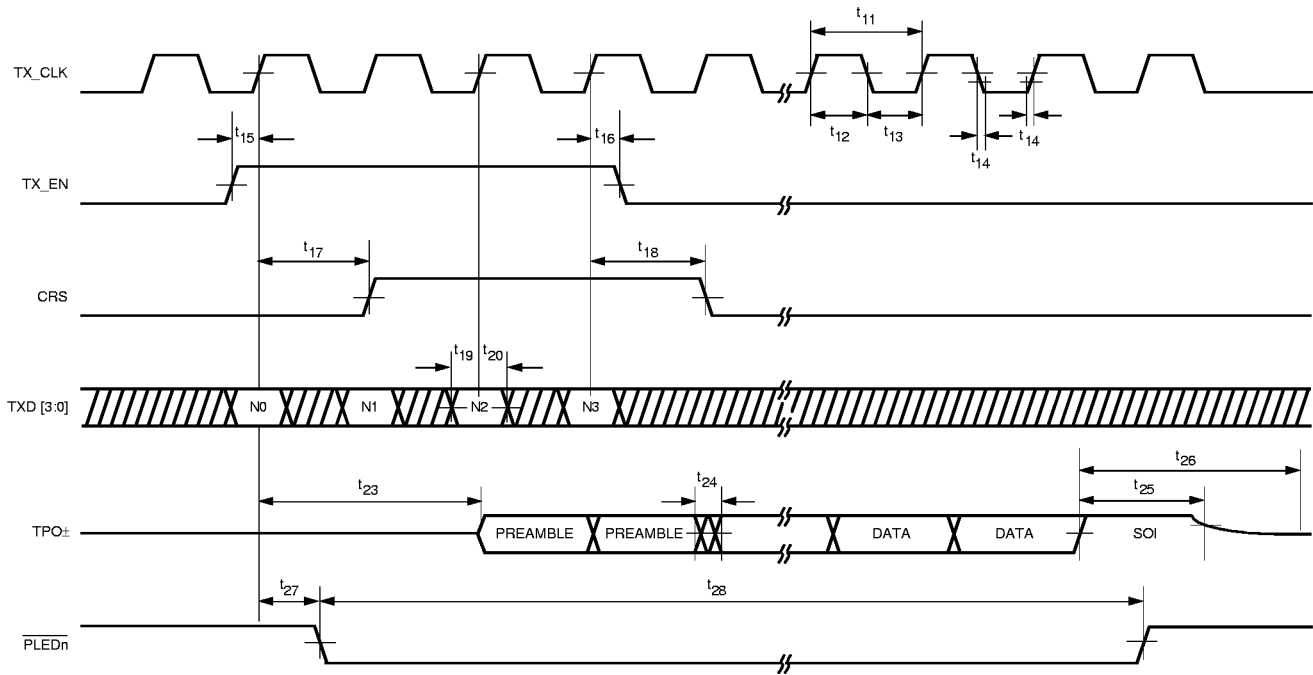 t11
TX_CLK
t15
t16
t12
t13
t14
t14
TX_EN
t17
t18
CRS
t19
t20
TXD [3:0]
N0
N1
N2
N3
t26
t23
t24
t25
TPO±
PREAMBLE
PREAMBLE
DATA
DATA
SOI
t27
t28
PLEDn